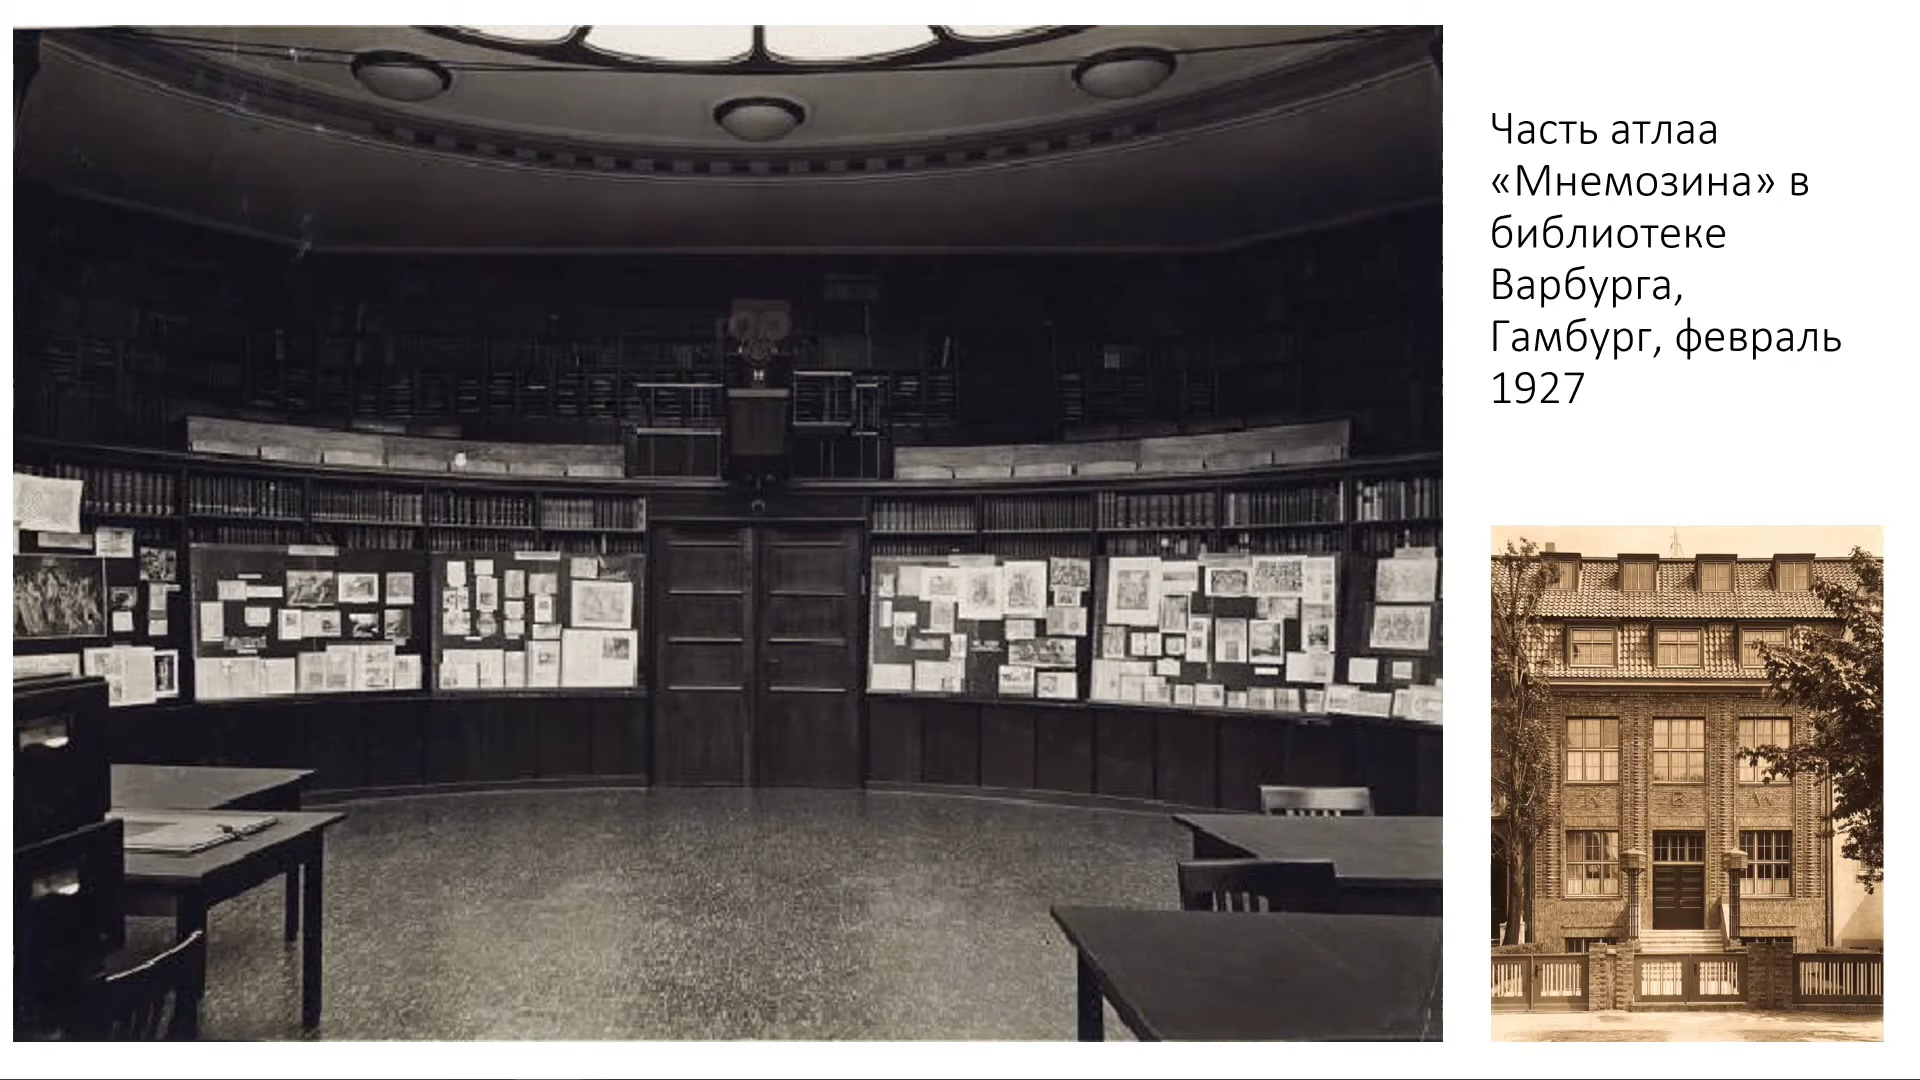 Часть атлаа
«Мнемозина» в
библиотеке
Варбурга,
Гамбург, февраль
1927
K B W